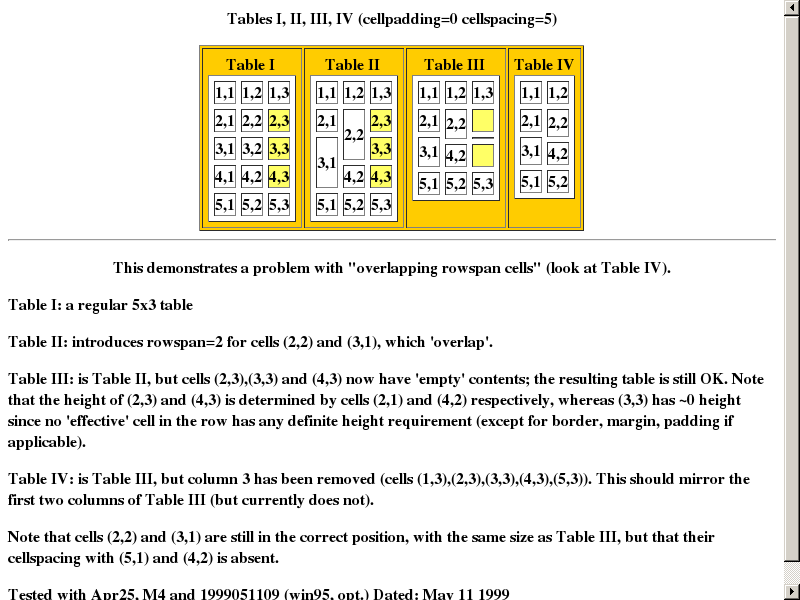 Tables I, II, III, IV (cellpadding=0 cellspacing=5)
Table I Table II Table III Table IV
1,1 1,2 1,3 1,1 1,2 1,3 1,1 1,2 1,3 1,1 1,2
2,1 2,2 2,3 2,1 2,2 2,3 2,1 2,2 2,1 2,2
3,1 3,2 3,3 3,1 3,3 3,1 4,2 3,1 4,2
4,1 4,2 4,3 4,2 4,3 5,1 5,2 5,3 5,1 5,2
5,1 5,2 5,3 5,1 5,2 5,3
This demonstrates a problem with "overlapping rowspan cells" (look at Table IV).
Table I: a regular 5x3 table
Table II: introduces rowspan=2 for cells (2,2) and (3,1), which 'overlap'.
Table III: is Table II, but cells (2,3),(3,3) and (4,3) now have 'empty' contents; the resulting table is still OK. Note
that the height of (2,3) and (4,3) is determined by cells (2,1) and (4,2) respectively, whereas (3,3) has ~0 height
since no 'effective' cell in the row has any definite height requirement (except for border, margin, padding if
applicable).
Table IV: is Table III, but column 3 has been removed (cells (1,3),(2,3),(3,3),(4,3),(5,3)). This should mirror the
first two columns of Table III (but currently does not).
Note that cells (2,2) and (3,1) are still in the correct position, with the same size as Table III, but that their
cellspacing with (5,1) and (4,2) is absent.
Tested with Apr25, M4 and 1999051109 (win95, opt.) Dated: May 11 1999